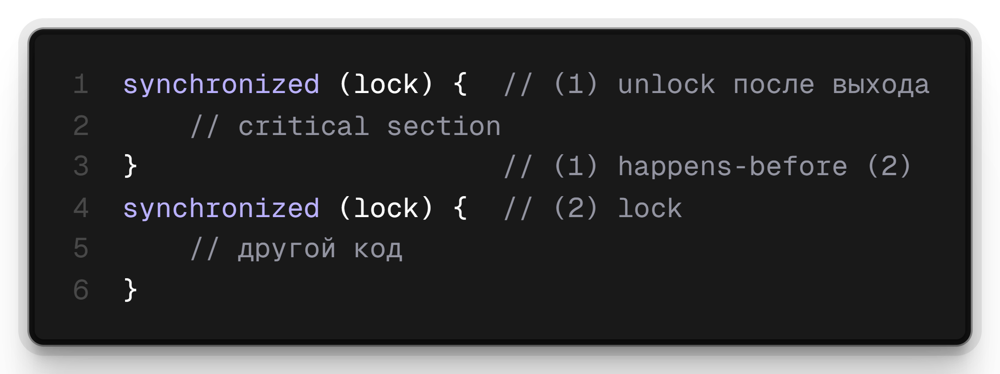 1 synchronized (lock) { // (1) unlock после выхода
2 // critical section
3 } // (1) happens-before (2)
4 synchronized (lock) { // (2) lock
5 // другой код
6 }